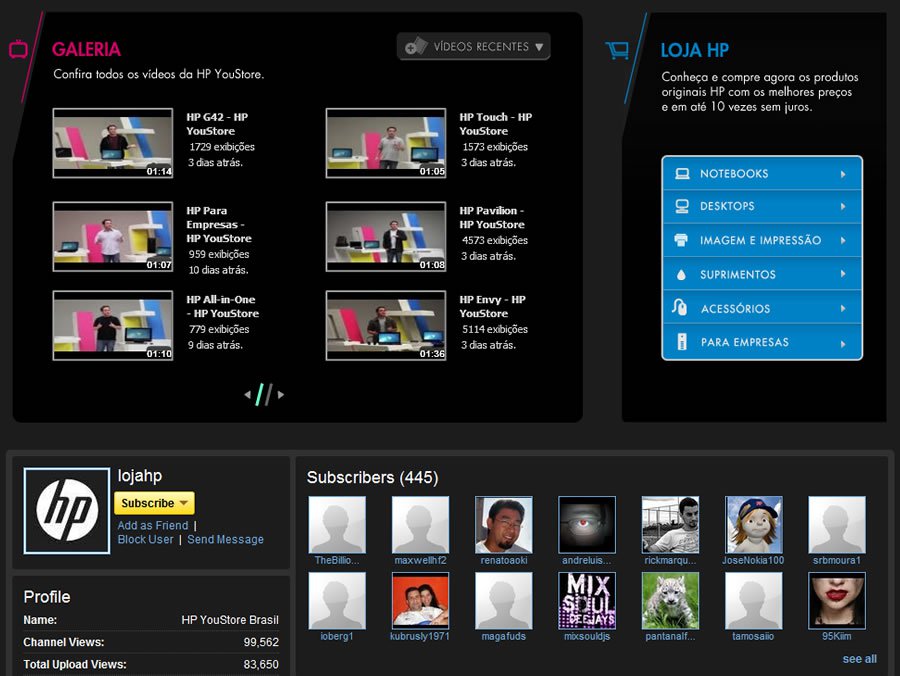 GALERIA
VÍDEOS RECENTES ▼
Confira todos os vídeos da HP YouStore.
01:14
HP G42 - HP
YouStore
1729 exibições
3 dias atrás.
01:05
HP Touch - HP
YouStore
1573 exibições
3 dias atrás.
01:07
HP Para
Empresas -
HP YouStore
959 exibições
10 dias atrás.
01:08
HP Pavilion -
HP YouStore
4573 exibições
3 dias atrás.
01:10
HP All-in-One
- HP YouStore
779 exibições
9 dias atrás.
01:36
HP Envy - HP
YouStore
5114 exibições
3 dias atrás.
LOJA HP
Conheça e compre agora os produtos
originais HP com os melhores preços
e em até 10 vezes sem juros.
NOTEBOOKS
DESKTOPS
IMAGEM E IMPRESSÃO
SUPRIMENTOS
ACESSÓRIOS
PARA EMPRESAS
hp
lojahp
Subscribe
Add as Friend |
Block User | Send Message
Profile
Name: HP YouStore Brasil
Channel Views: 99,562
Total Upload Views: 83,650
Subscribers (445)
TheBillio... maxwellhf2 renatoaoki andreluis... rickmarqu... JoseNokia100 srbmoura1
MIX
SOUL
DEEJAYS
ioberg1 kubrusly1971 magafuds mixsouldjs pantanalf... tamosaiio 95Kiim
see all